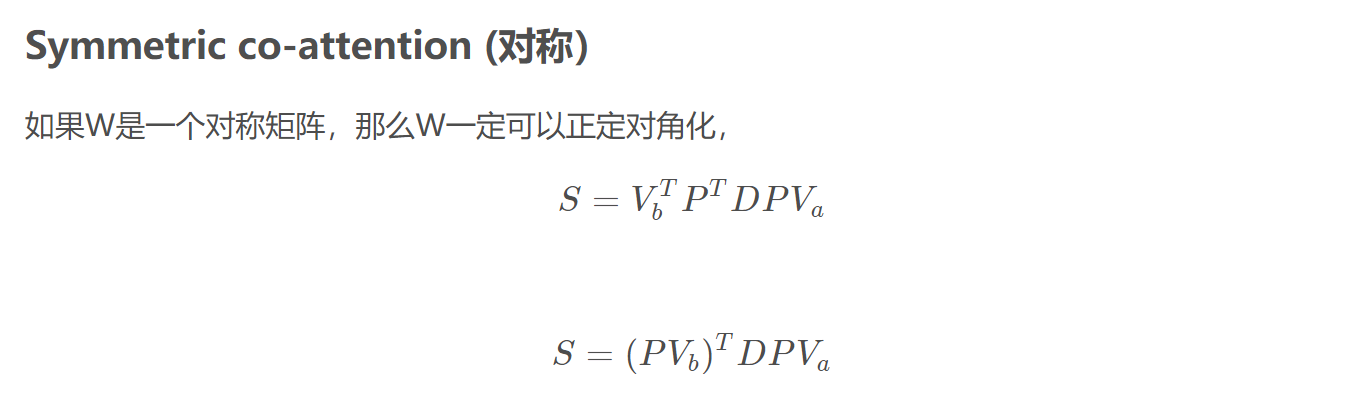 Symmetric co-attention (对称)
如果W是一个对称矩阵，那么W一定可以正定对角化，
S = V_b^T P^T D P V_a
S = (P V_b)^T D P V_a